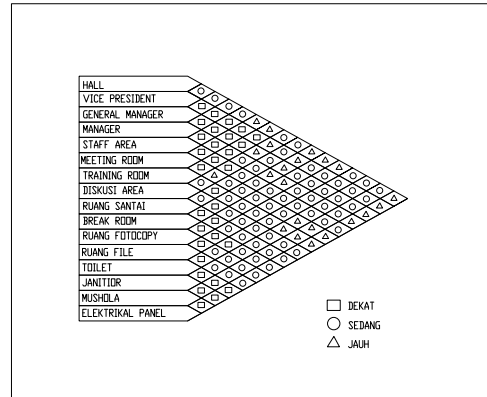 HALL
VICE PRESIDENT
GENERAL MANAGER
MANAGER
STAFF AREA
MEETING ROOM
TRAINING ROOM
DISKUSI AREA
RUANG SANTAI
BREAK ROOM
RUANG FOTOCOPY
RUANG FILE
TOILET
JANITIOR
MUSHOLA
ELEKTRIKAL PANEL
DEKAT
SEDANG
JAUH